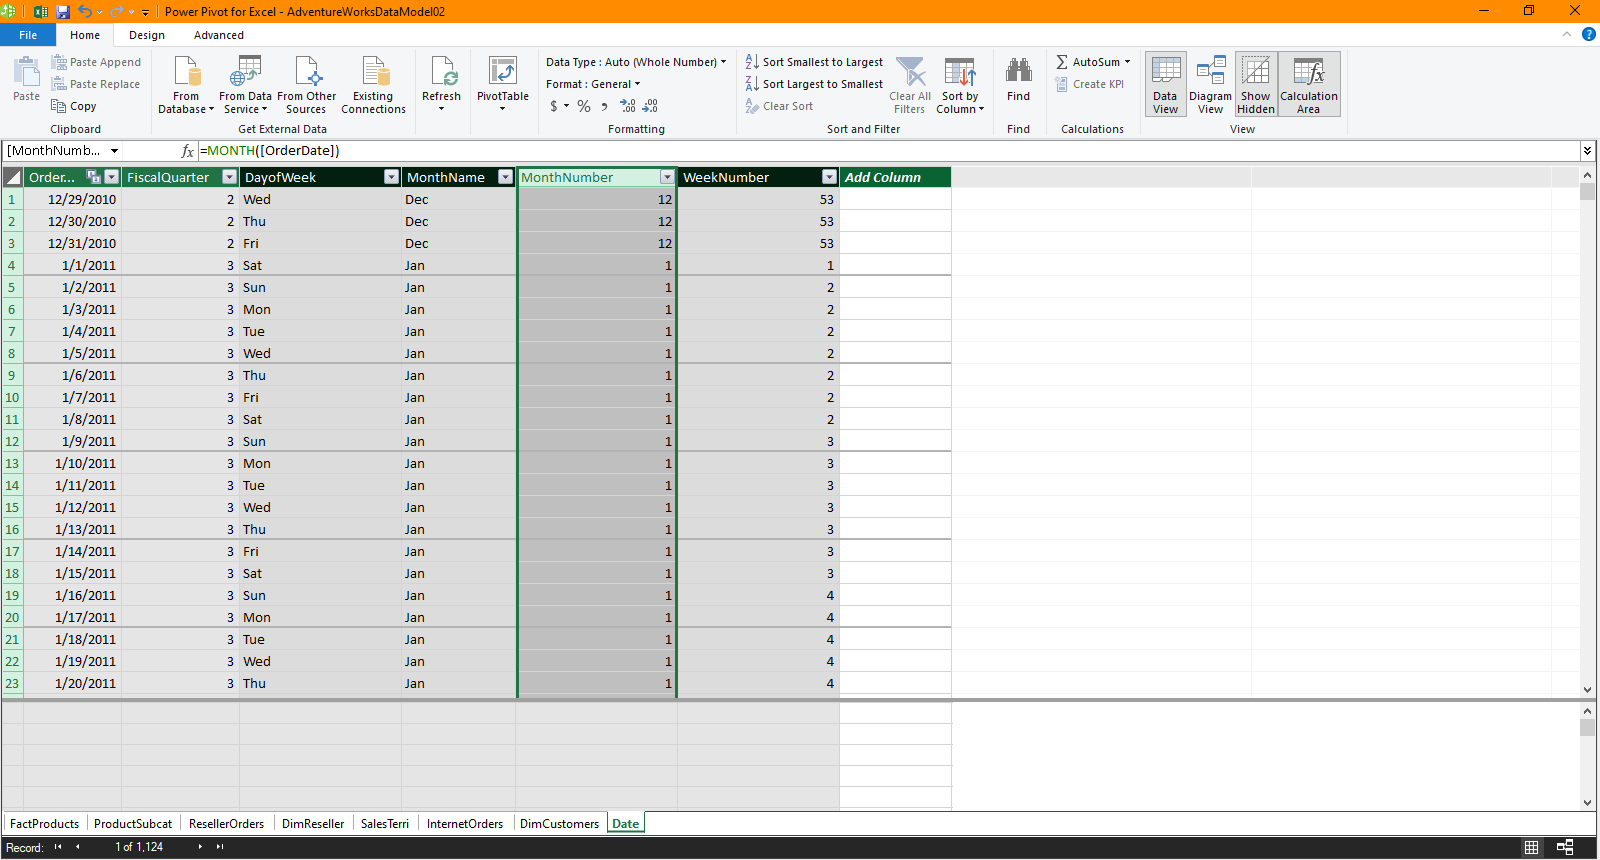 Power Pivot for Excel - AdventureWorksDataModel02
File Home Design Advanced
Paste
Paste Append
Paste Replace
Copy
Clipboard
From Database
From Data Service
From Other Sources
Existing Connections
Get External Data
Refresh
PivotTable
Data Type : Auto (Whole Number)
Format : General
$ % ,
.0 .00
.00 .0
Formatting
Sort Smallest to Largest
Sort Largest to Smallest
Clear Sort
Clear All Filters
Sort by Column
Sort and Filter
Find
Find
AutoSum
Create KPI
Calculations
Data View
Diagram View
Show Hidden
Calculation Area
View
[MonthNumb... fx =MONTH([OrderDate])
Order... FiscalQuarter DayofWeek MonthName MonthNumber WeekNumber Add Column
1 12/29/2010 2 Wed Dec 12 53
2 12/30/2010 2 Thu Dec 12 53
3 12/31/2010 2 Fri Dec 12 53
4 1/1/2011 3 Sat Jan 1 1
5 1/2/2011 3 Sun Jan 1 2
6 1/3/2011 3 Mon Jan 1 2
7 1/4/2011 3 Tue Jan 1 2
8 1/5/2011 3 Wed Jan 1 2
9 1/6/2011 3 Thu Jan 1 2
10 1/7/2011 3 Fri Jan 1 2
11 1/8/2011 3 Sat Jan 1 2
12 1/9/2011 3 Sun Jan 1 3
13 1/10/2011 3 Mon Jan 1 3
14 1/11/2011 3 Tue Jan 1 3
15 1/12/2011 3 Wed Jan 1 3
16 1/13/2011 3 Thu Jan 1 3
17 1/14/2011 3 Fri Jan 1 3
18 1/15/2011 3 Sat Jan 1 3
19 1/16/2011 3 Sun Jan 1 4
20 1/17/2011 3 Mon Jan 1 4
21 1/18/2011 3 Tue Jan 1 4
22 1/19/2011 3 Wed Jan 1 4
23 1/20/2011 3 Thu Jan 1 4
FactProducts ProductSubcat ResellerOrders DimReseller SalesTerri InternetOrders DimCustomers Date
Record: 1 of 1,124